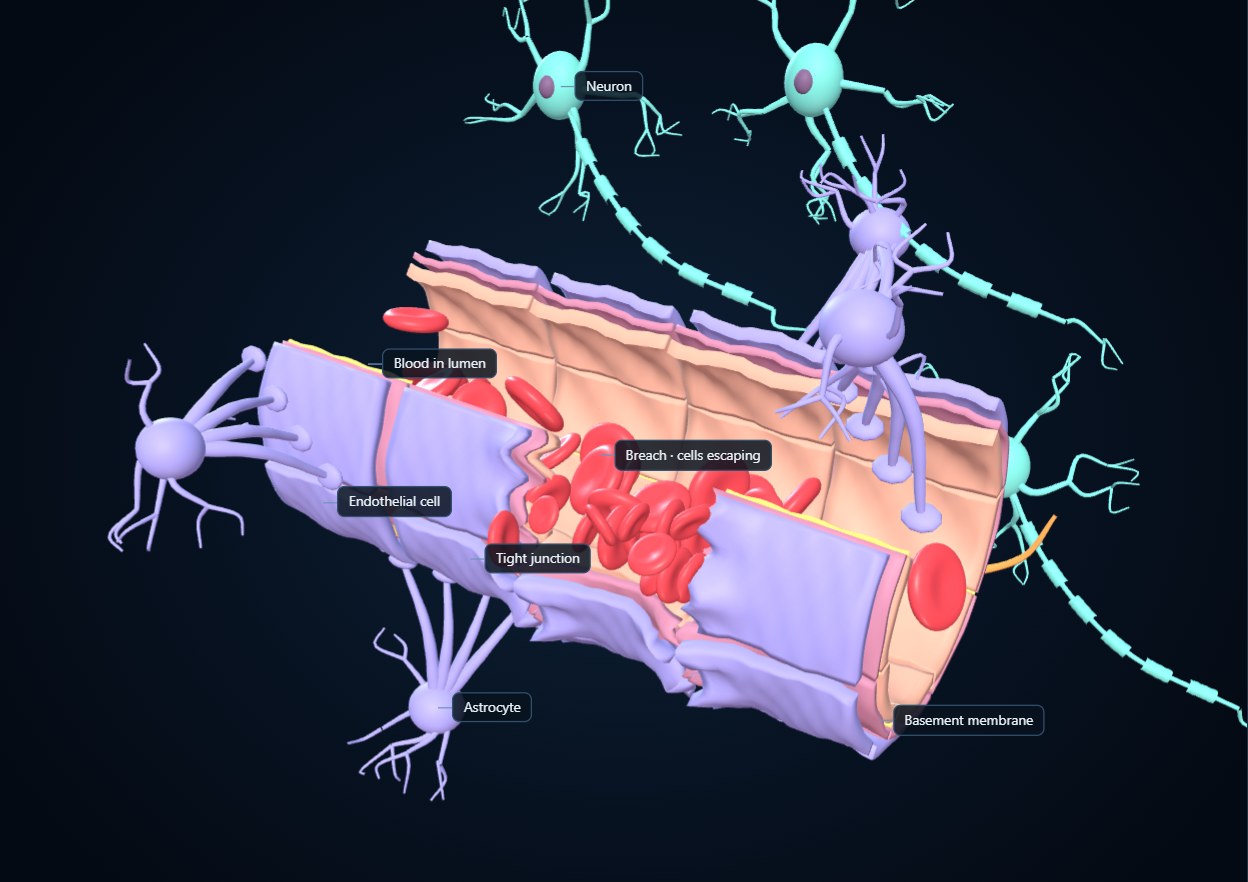 Neuron
Blood in lumen
Breach · cells escaping
Endothelial cell
Tight junction
Astrocyte
Basement membrane